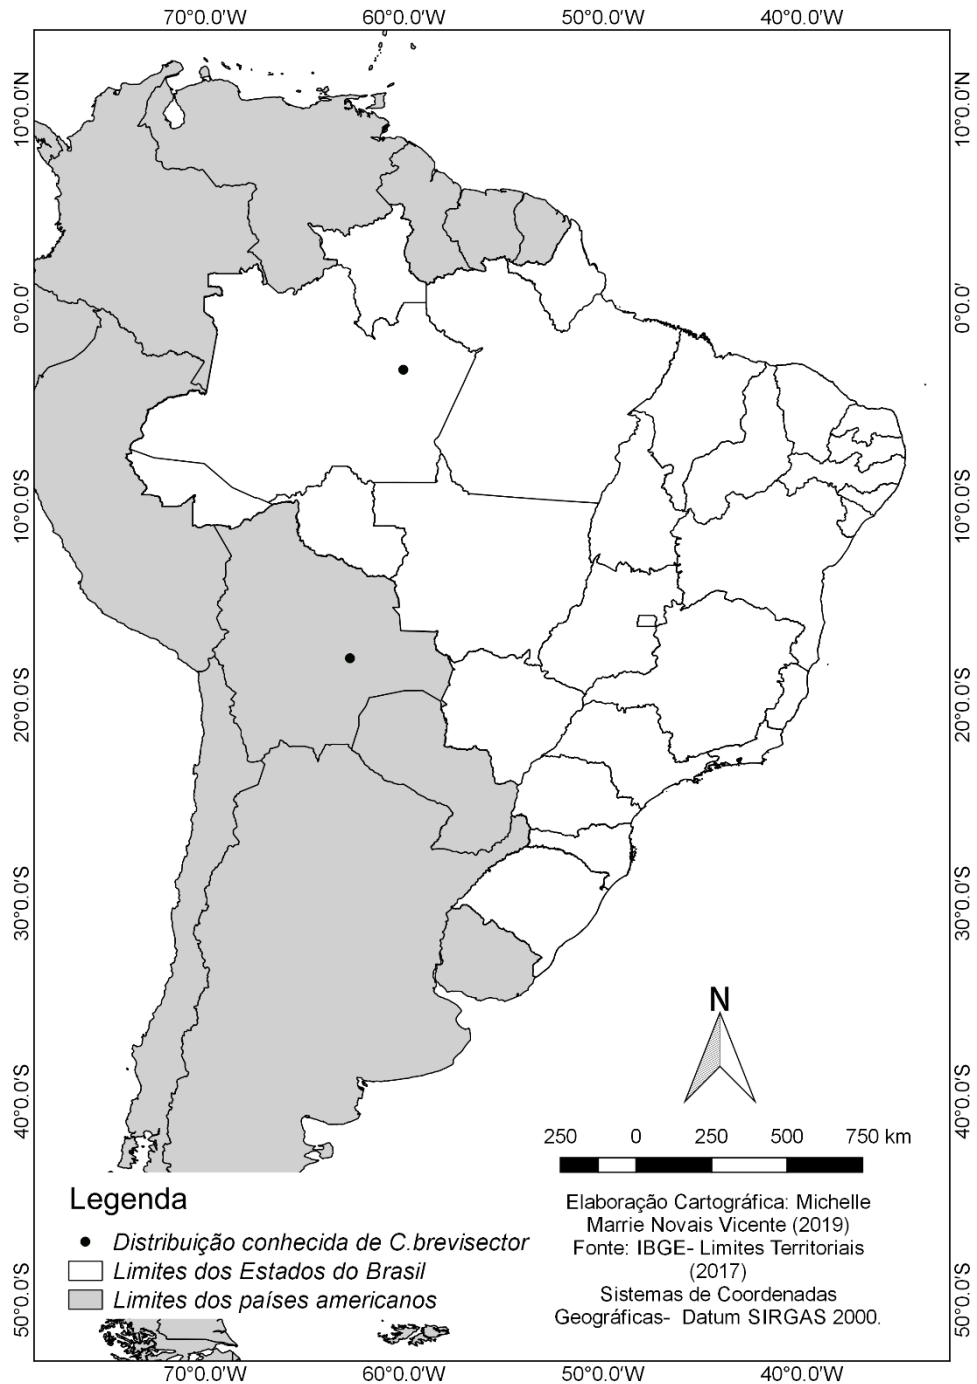 70°0.0'W 60°0.0'W 50°0.0'W 40°0.0'W
10°0.0'N 10°0.0'N
0°0.0' 0°0.0'
10°0.0'S 10°0.0'S
20°0.0'S 20°0.0'S
30°0.0'S 30°0.0'S
N
40°0.0'S 40°0.0'S
250 0 250 500 750 km
Legenda
Distribuição conhecida de C.brevisector
Limites dos Estados do Brasil
Limites dos países americanos
Elaboração Cartográfica: Michelle
Marrie Novais Vicente (2019)
Fonte: IBGE- Limites Territoriais
(2017)
Sistemas de Coordenadas
Geográficas- Datum SIRGAS 2000.
50°0.0'S 50°0.0'S
70°0.0'W 60°0.0'W 50°0.0'W 40°0.0'W